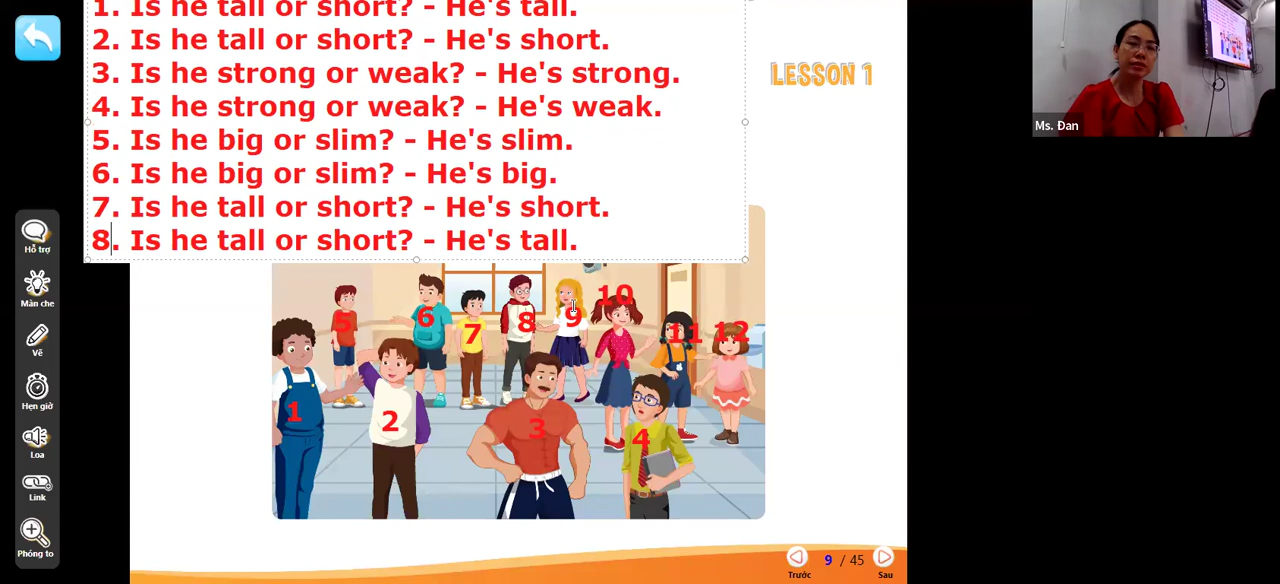 1. Is he tall or short? - He's tall.
2. Is he tall or short? - He's short.
3. Is he strong or weak? - He's strong.
4. Is he strong or weak? - He's weak.
5. Is he big or slim? - He's slim.
6. Is he big or slim? - He's big.
7. Is he tall or short? - He's short.
8. Is he tall or short? - He's tall.
LESSON 1
Ms. Đan
Hỗ trợ
Màn che
Vẽ
Hẹn giờ
Loa
Link
Phóng to
10
5
6
7
8
9
11
12
1
2
3
4
9 / 45
Trước
Sau